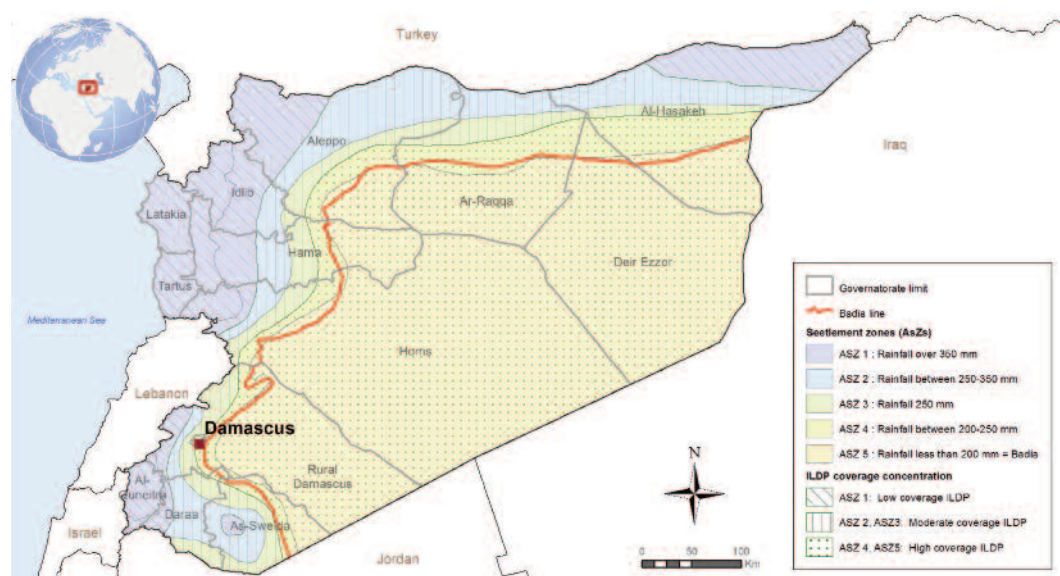 Turkey
Al-Hasakeh
Aleppo
Iraq
Idlib
Ar-Raqqa
Latakia
Hama
Deir Ezzor
Tartus
Mediterranean Sea
Homs
Lebanon
Damascus
Rural
Damascus
Al-
Quneitra
Daraa
As-Sweida
Israel
Jordan
N
0
50
100
Km
Governatorate limit
Badia line
Seetlement zones (AsZs)
ASZ 1 : Rainfall over 350 mm
ASZ 2 : Rainfall between 250-350 mm
ASZ 3 : Rainfall 250 mm
ASZ 4 : Rainfall between 200-250 mm
ASZ 5 : Rainfall less than 200 mm = Badia
ILDP coverage concentration
ASZ 1: Low coverage ILDP
ASZ 2, ASZ3: Moderate coverage ILDP
ASZ 4, ASZ5: High coverage ILDP